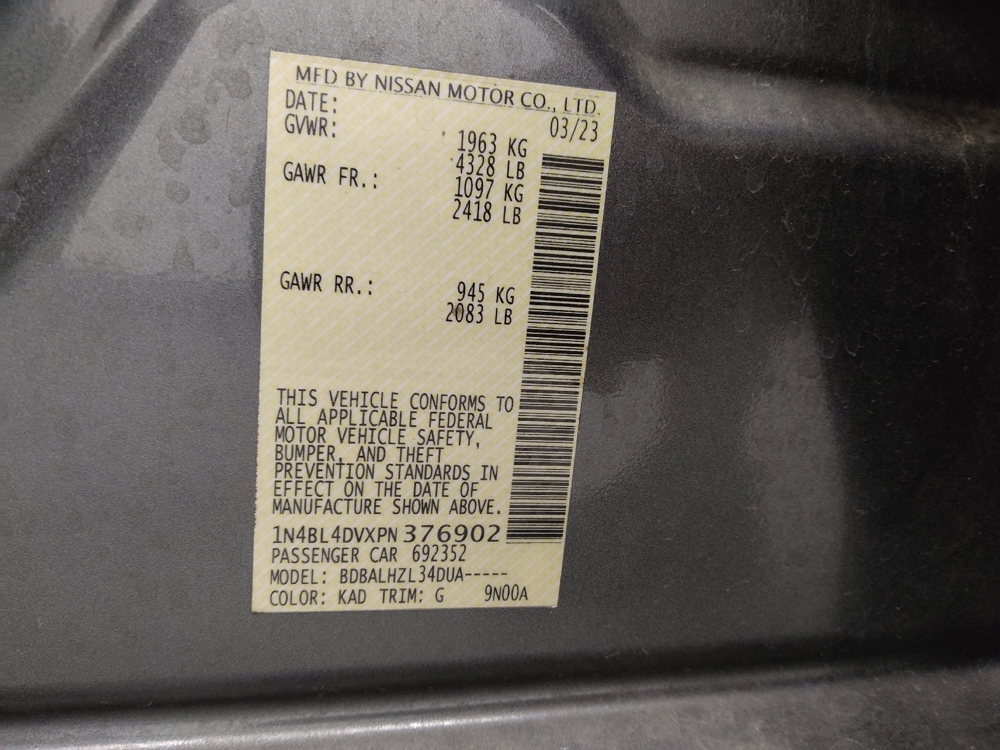 MFD BY NISSAN MOTOR CO., LTD.
DATE: 03/23
GVWR: 1963 KG
4328 LB
GAWR FR.: 1097 KG
2418 LB
GAWR RR.: 945 KG
2083 LB
THIS VEHICLE CONFORMS TO
ALL APPLICABLE FEDERAL
MOTOR VEHICLE SAFETY,
BUMPER, AND THEFT
PREVENTION STANDARDS IN
EFFECT ON THE DATE OF
MANUFACTURE SHOWN ABOVE.
1N4BL4DVXPN376902
PASSENGER CAR 692352
MODEL: BDBALHZL34DUA-----
COLOR: KAD TRIM: G 9N00A